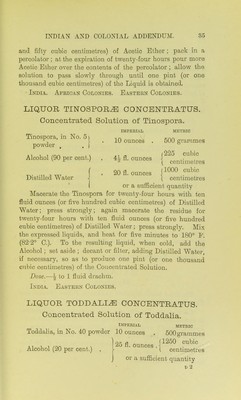 INDIAN AND COLONIAL ADDENDUM. 35
and fifty cubic centimetres) of Acetic Ether; pack in a
percolator; at the expiration of twenty-four hours pour more
Acetic Ether over the contents of the percolator; allow the
solution to pass slowly through until one pint (or one
thousand cubic centimetres) of the Liquid is obtained.
INDIA. AFRICAN COLONIES. EASTERN COLONIES.
LIQUOR TINOSPORÆ CONCENTRATUS.
Concentrated Solution of Tinospora.
IMPERIAL METRIC
Tinospora, in No. 5 powder . . } 10 ounces . 500 grammes
Alcohol (90 per cent.) . 4½ fl. ounces {225 cubic centimetres
Distilled Water { . 20 fl. ounces {1000 cubic centimetres
or a sufficient quantity
Macerate the Tinospora for twenty-four hours with ten
fluid ounces (or five hundred cubic centimetres) of Distilled
Water; press strongly; again macerate the residue for
twenty-four hours with ten fluid ounces (or five hundred
cubic centimetres) of Distilled Water; press strongly. Mix
the expressed liquids, and heat for five minutes to 180° F.
(82·2° C.). To the resulting liquid, when cold, add the
Alcohol; set aside; decant or filter, adding Distilled Water,
if necessary, so as to produce one pint (or one thousand
cubic centimetres) of the Concentrated Solution.
Dose.—½ to 1 fluid drachm.
INDIA. EASTERN COLONIES.
LIQUOR TODDALIÆ CONCENTRATUS.
Concentrated Solution of Toddalia.
IMPERIAL METRIC
Toddalia, in No. 40 powder 10 ounces . 500 grammes
Alcohol (20 per cent.) . { 25 fl. ounces . {1250 cubic centimetres
or a sufficient quantity
D 2